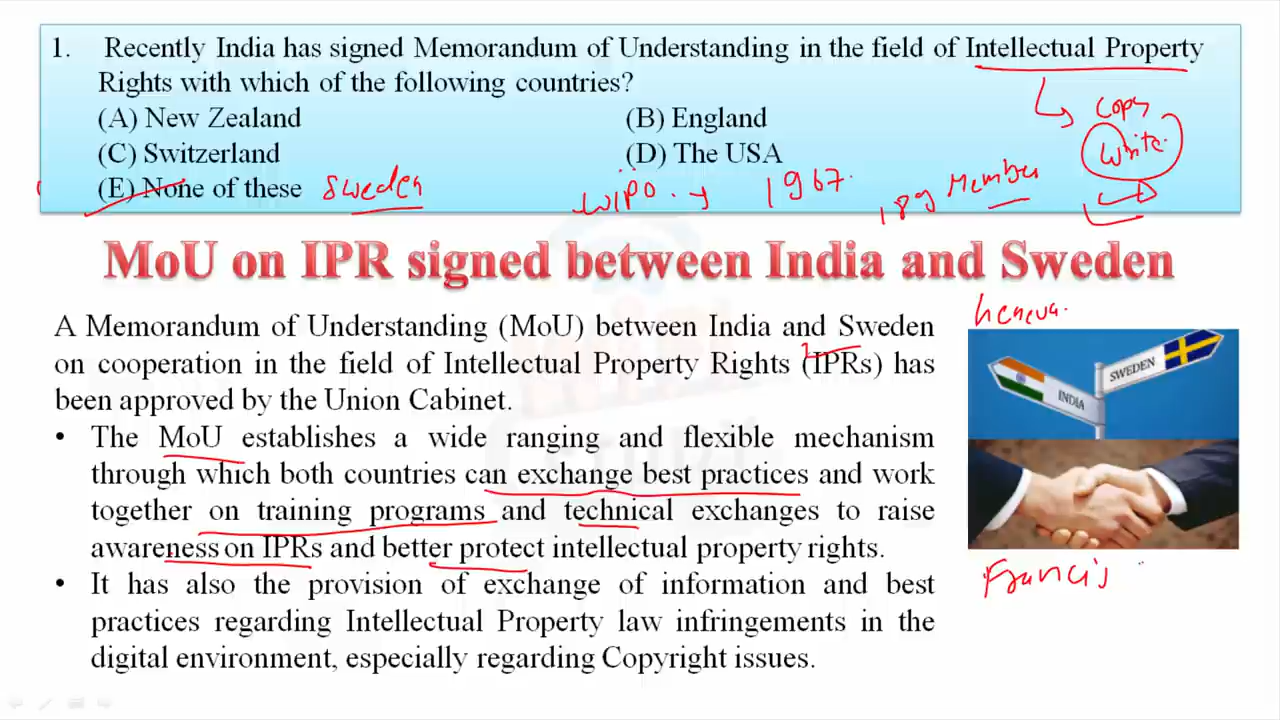 1. Recently India has signed Memorandum of Understanding in the field of Intellectual Property
Rights with which of the following countries?
(A) New Zealand (B) England
(C) Switzerland (D) The USA
(E) None of these
Copy
White
Sweden
WIPO
1967
189 Member
MoU on IPR signed between India and Sweden
A Memorandum of Understanding (MoU) between India and Sweden
on cooperation in the field of Intellectual Property Rights (IPRs) has
been approved by the Union Cabinet.
• The MoU establishes a wide ranging and flexible mechanism
through which both countries can exchange best practices and work
together on training programs and technical exchanges to raise
awareness on IPRs and better protect intellectual property rights.
• It has also the provision of exchange of information and best
practices regarding Intellectual Property law infringements in the
digital environment, especially regarding Copyright issues.
INDIA
SWEDEN
Francis